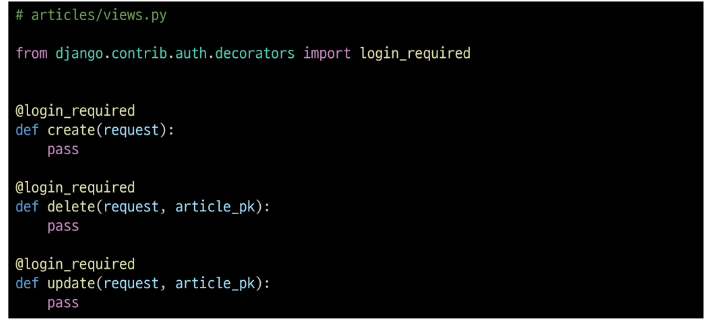 # articles/views.py
from django.contrib.auth.decorators import login_required
@login_required
def create(request):
    pass
@login_required
def delete(request, article_pk):
    pass
@login_required
def update(request, article_pk):
    pass